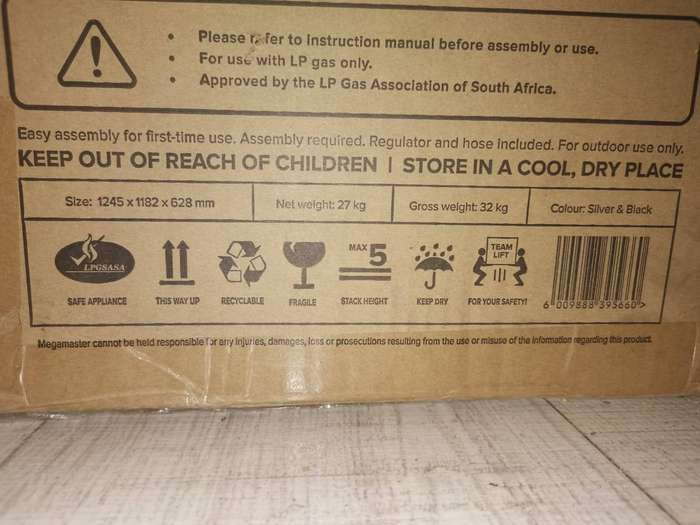 Please refer to instruction manual before assembly or use.
For use with LP gas only.
Approved by the LP Gas Association of South Africa.
Easy assembly for first-time use. Assembly required. Regulator and hose included. For outdoor use only.
KEEP OUT OF REACH OF CHILDREN | STORE IN A COOL, DRY PLACE
Size: 1245 x 1182 x 628 mm
Net weight: 27 kg
Gross weight: 32 kg
Colour: Silver & Black
LPGSASA
SAFE APPLIANCE
THIS WAY UP
RECYCLABLE
FRAGILE
MAX 5
STACK HEIGHT
KEEP DRY
TEAM
LIFT
FOR YOUR SAFETY!
6 009888 395660 >
Megamaster cannot be held responsible for any injuries, damages, loss or prosecutions resulting from the use or misuse of the information regarding this product.